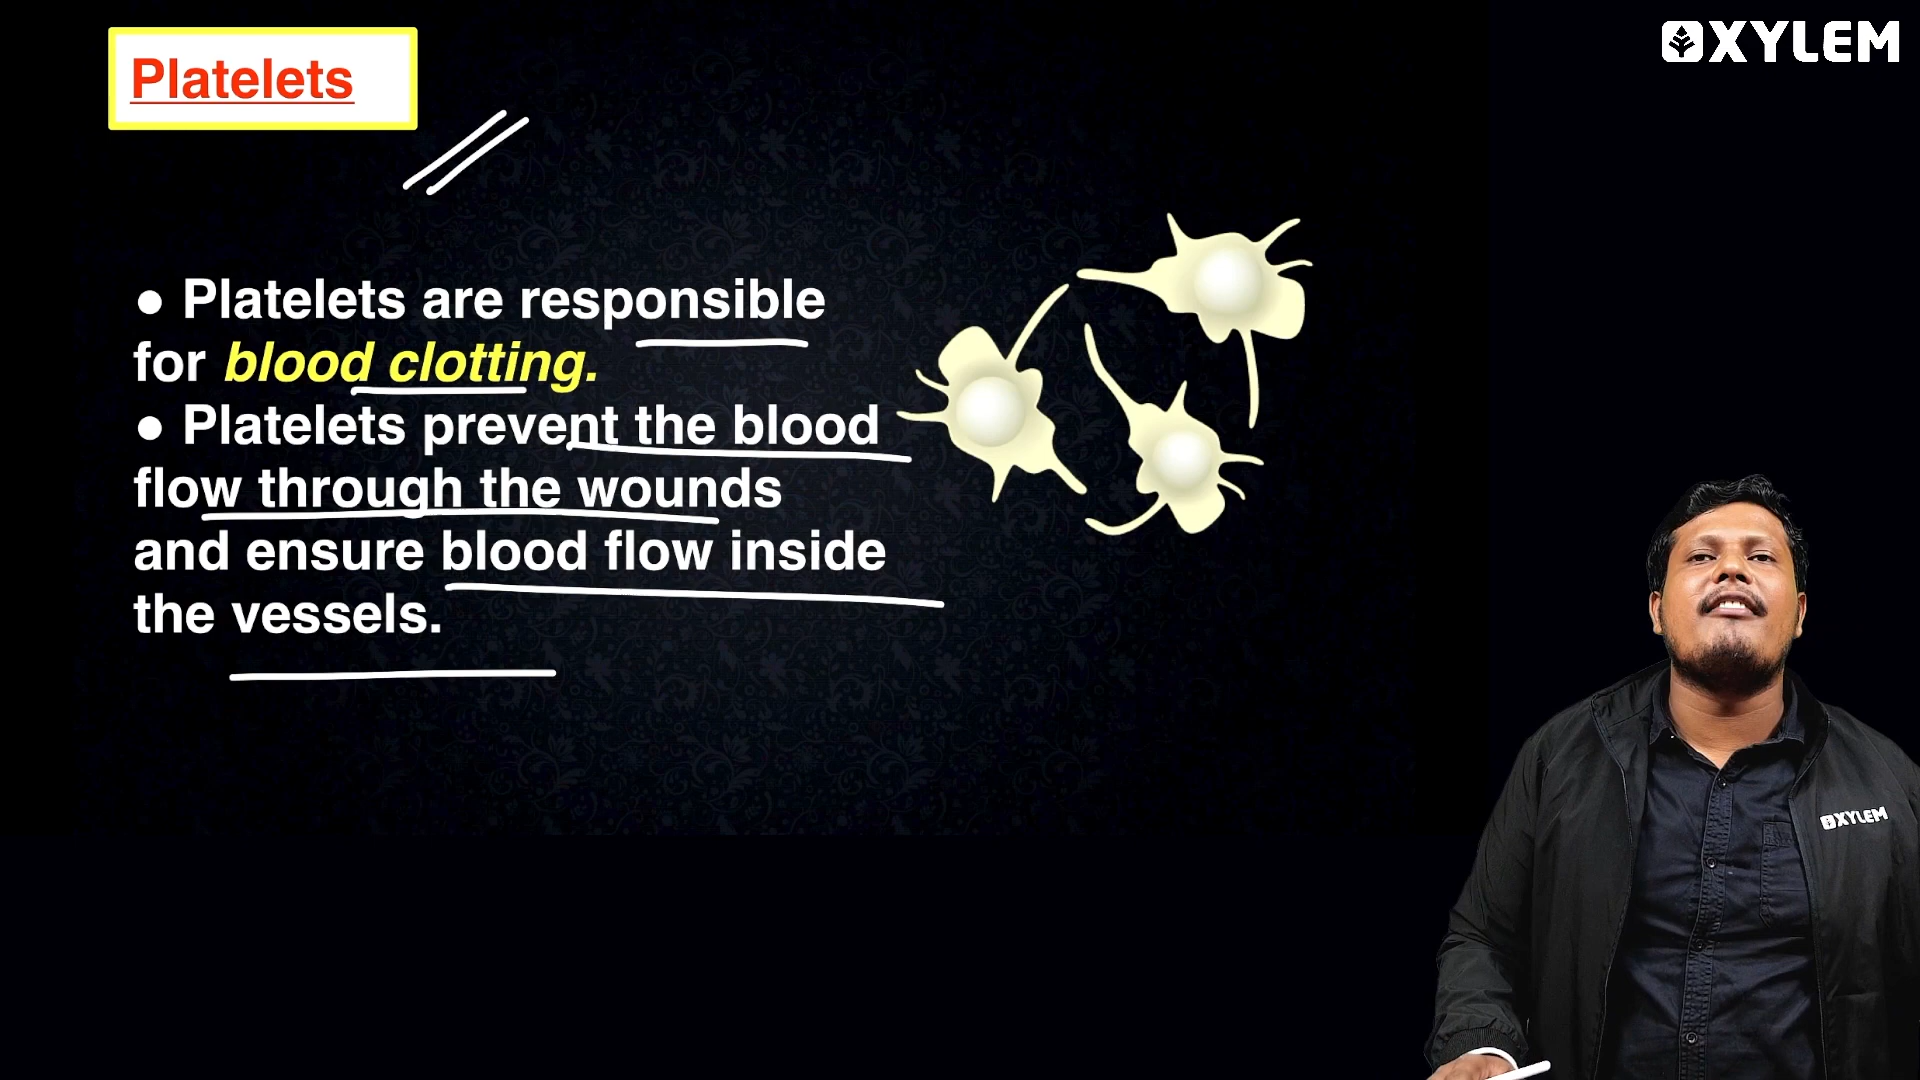 Platelets
XYLEM
● Platelets are responsible
for blood clotting.
● Platelets prevent the blood
flow through the wounds
and ensure blood flow inside
the vessels.
XYLEM